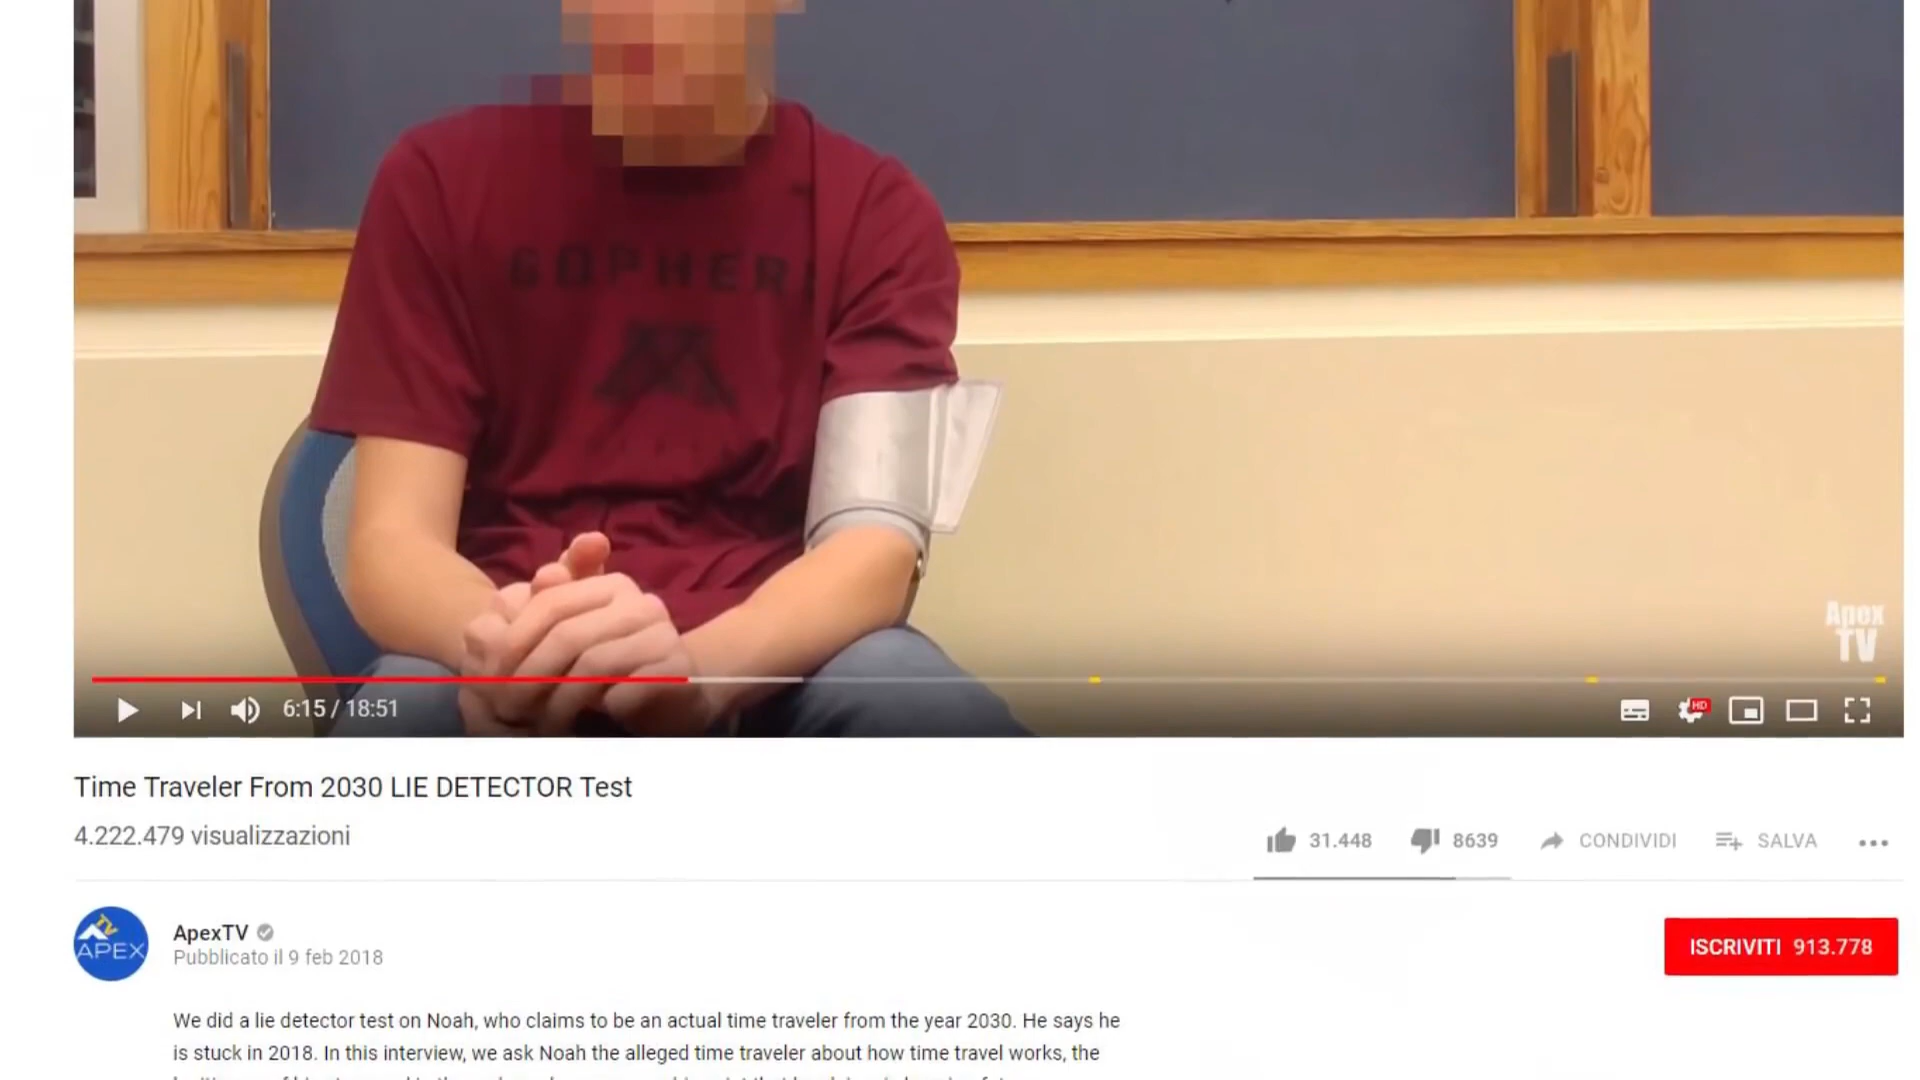 GOPHER
M
Apex
TV
6:15 / 18:51
HD
Time Traveler From 2030 LIE DETECTOR Test
4.222.479 visualizzazioni
31.448
8639
CONDIVIDI
SALVA
APEX
TV
ApexTV
Pubblicato il 9 feb 2018
ISCRIVITI 913.778
We did a lie detector test on Noah, who claims to be an actual time traveler from the year 2030. He says he
is stuck in 2018. In this interview, we ask Noah the alleged time traveler about how time travel works, the